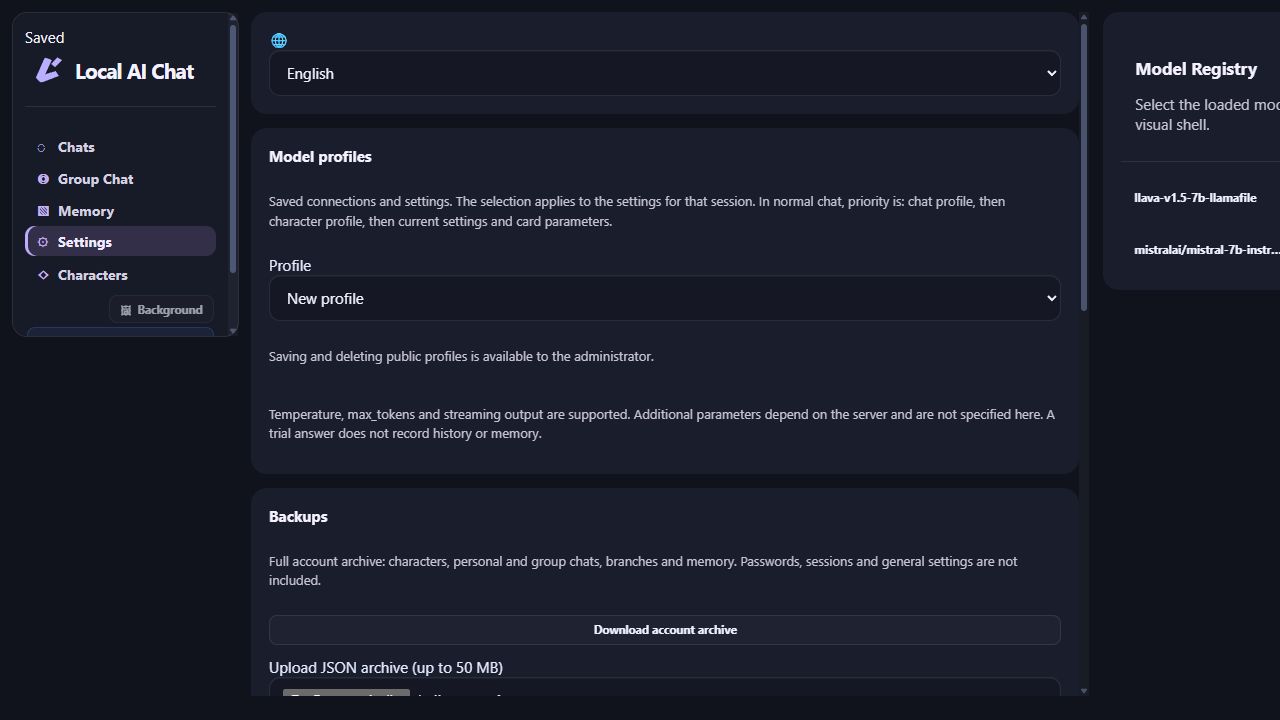 Saved
Local AI Chat
Chats
Group Chat
Memory
Settings
Characters
Background
English
Model profiles
Saved connections and settings. The selection applies to the settings for that session. In normal chat, priority is: chat profile, then
character profile, then current settings and card parameters.
Profile
New profile
Saving and deleting public profiles is available to the administrator.
Temperature, max_tokens and streaming output are supported. Additional parameters depend on the server and are not specified here. A
trial answer does not record history or memory.
Backups
Full account archive: characters, personal and group chats, branches and memory. Passwords, sessions and general settings are not
included.
Download account archive
Upload JSON archive (up to 50 MB)
Model Registry
Select the loaded
visual shell.
llava-v1.5-7b-llamafile
mistralai/mistral-7b-instr...